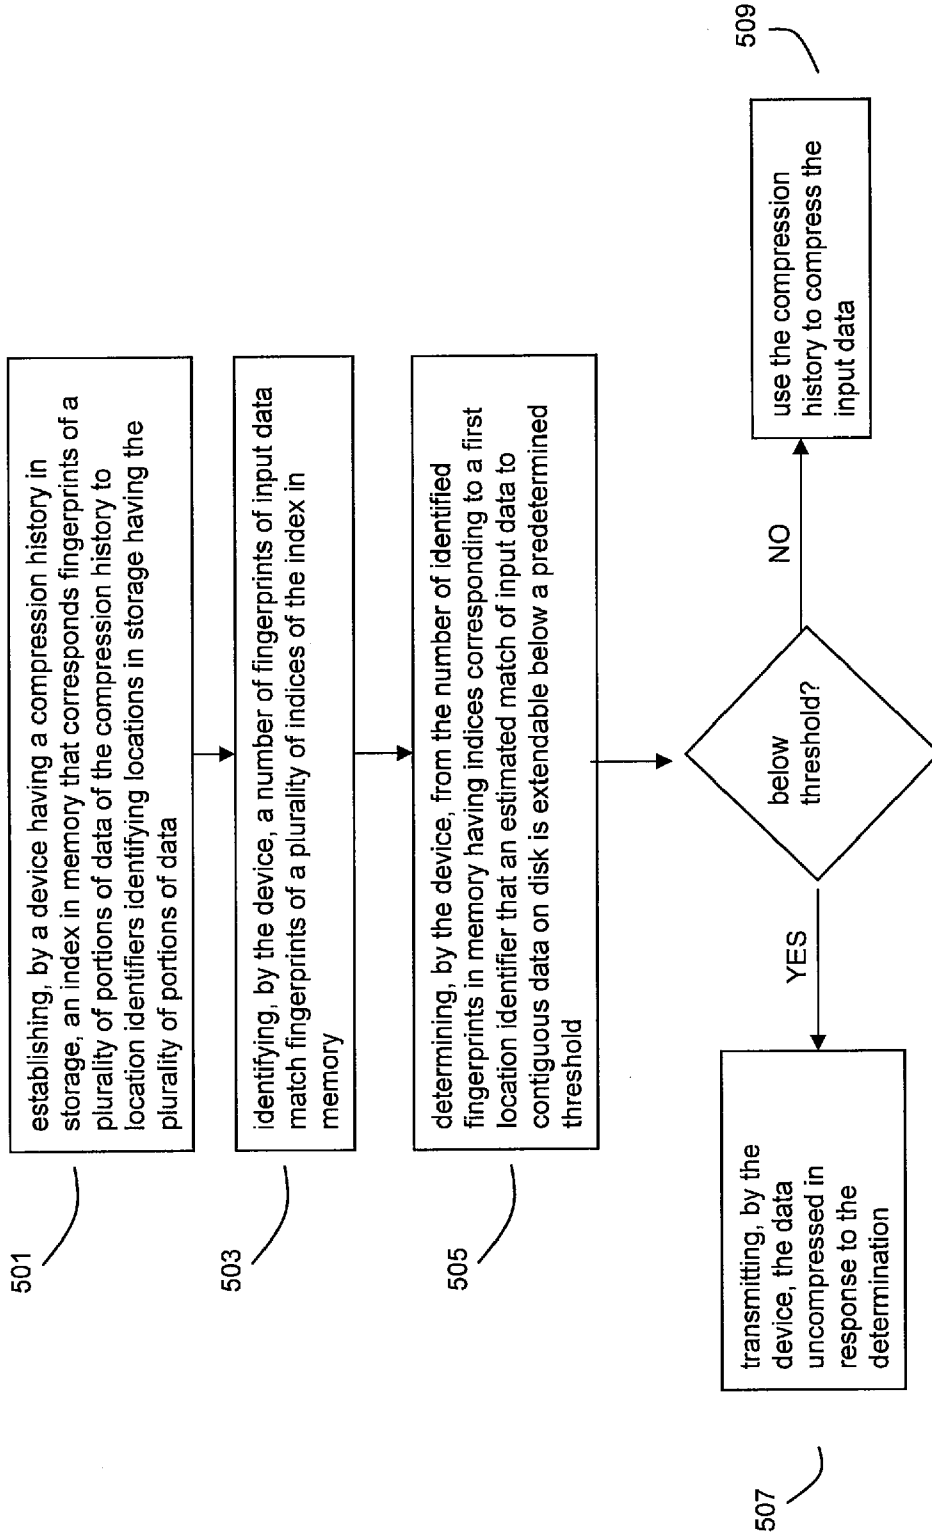 501
establishing, by a device having a compression history in
storage, an index in memory that corresponds fingerprints of a
plurality of portions of data of the compression history to
location identifiers identifying locations in storage having the
plurality of portions of data
503
identifying, by the device, a number of fingerprints of input data
match fingerprints of a plurality of indices of the index in
memory
505
determining, by the device, from the number of identified
fingerprints in memory having indices corresponding to a first
location identifier that an estimated match of input data to
contiguous data on disk is extendable below a predetermined
threshold
below
threshold?
YES
NO
507
transmitting, by the
device, the data
uncompressed in
response to the
determination
509
use the compression
history to compress the
input data